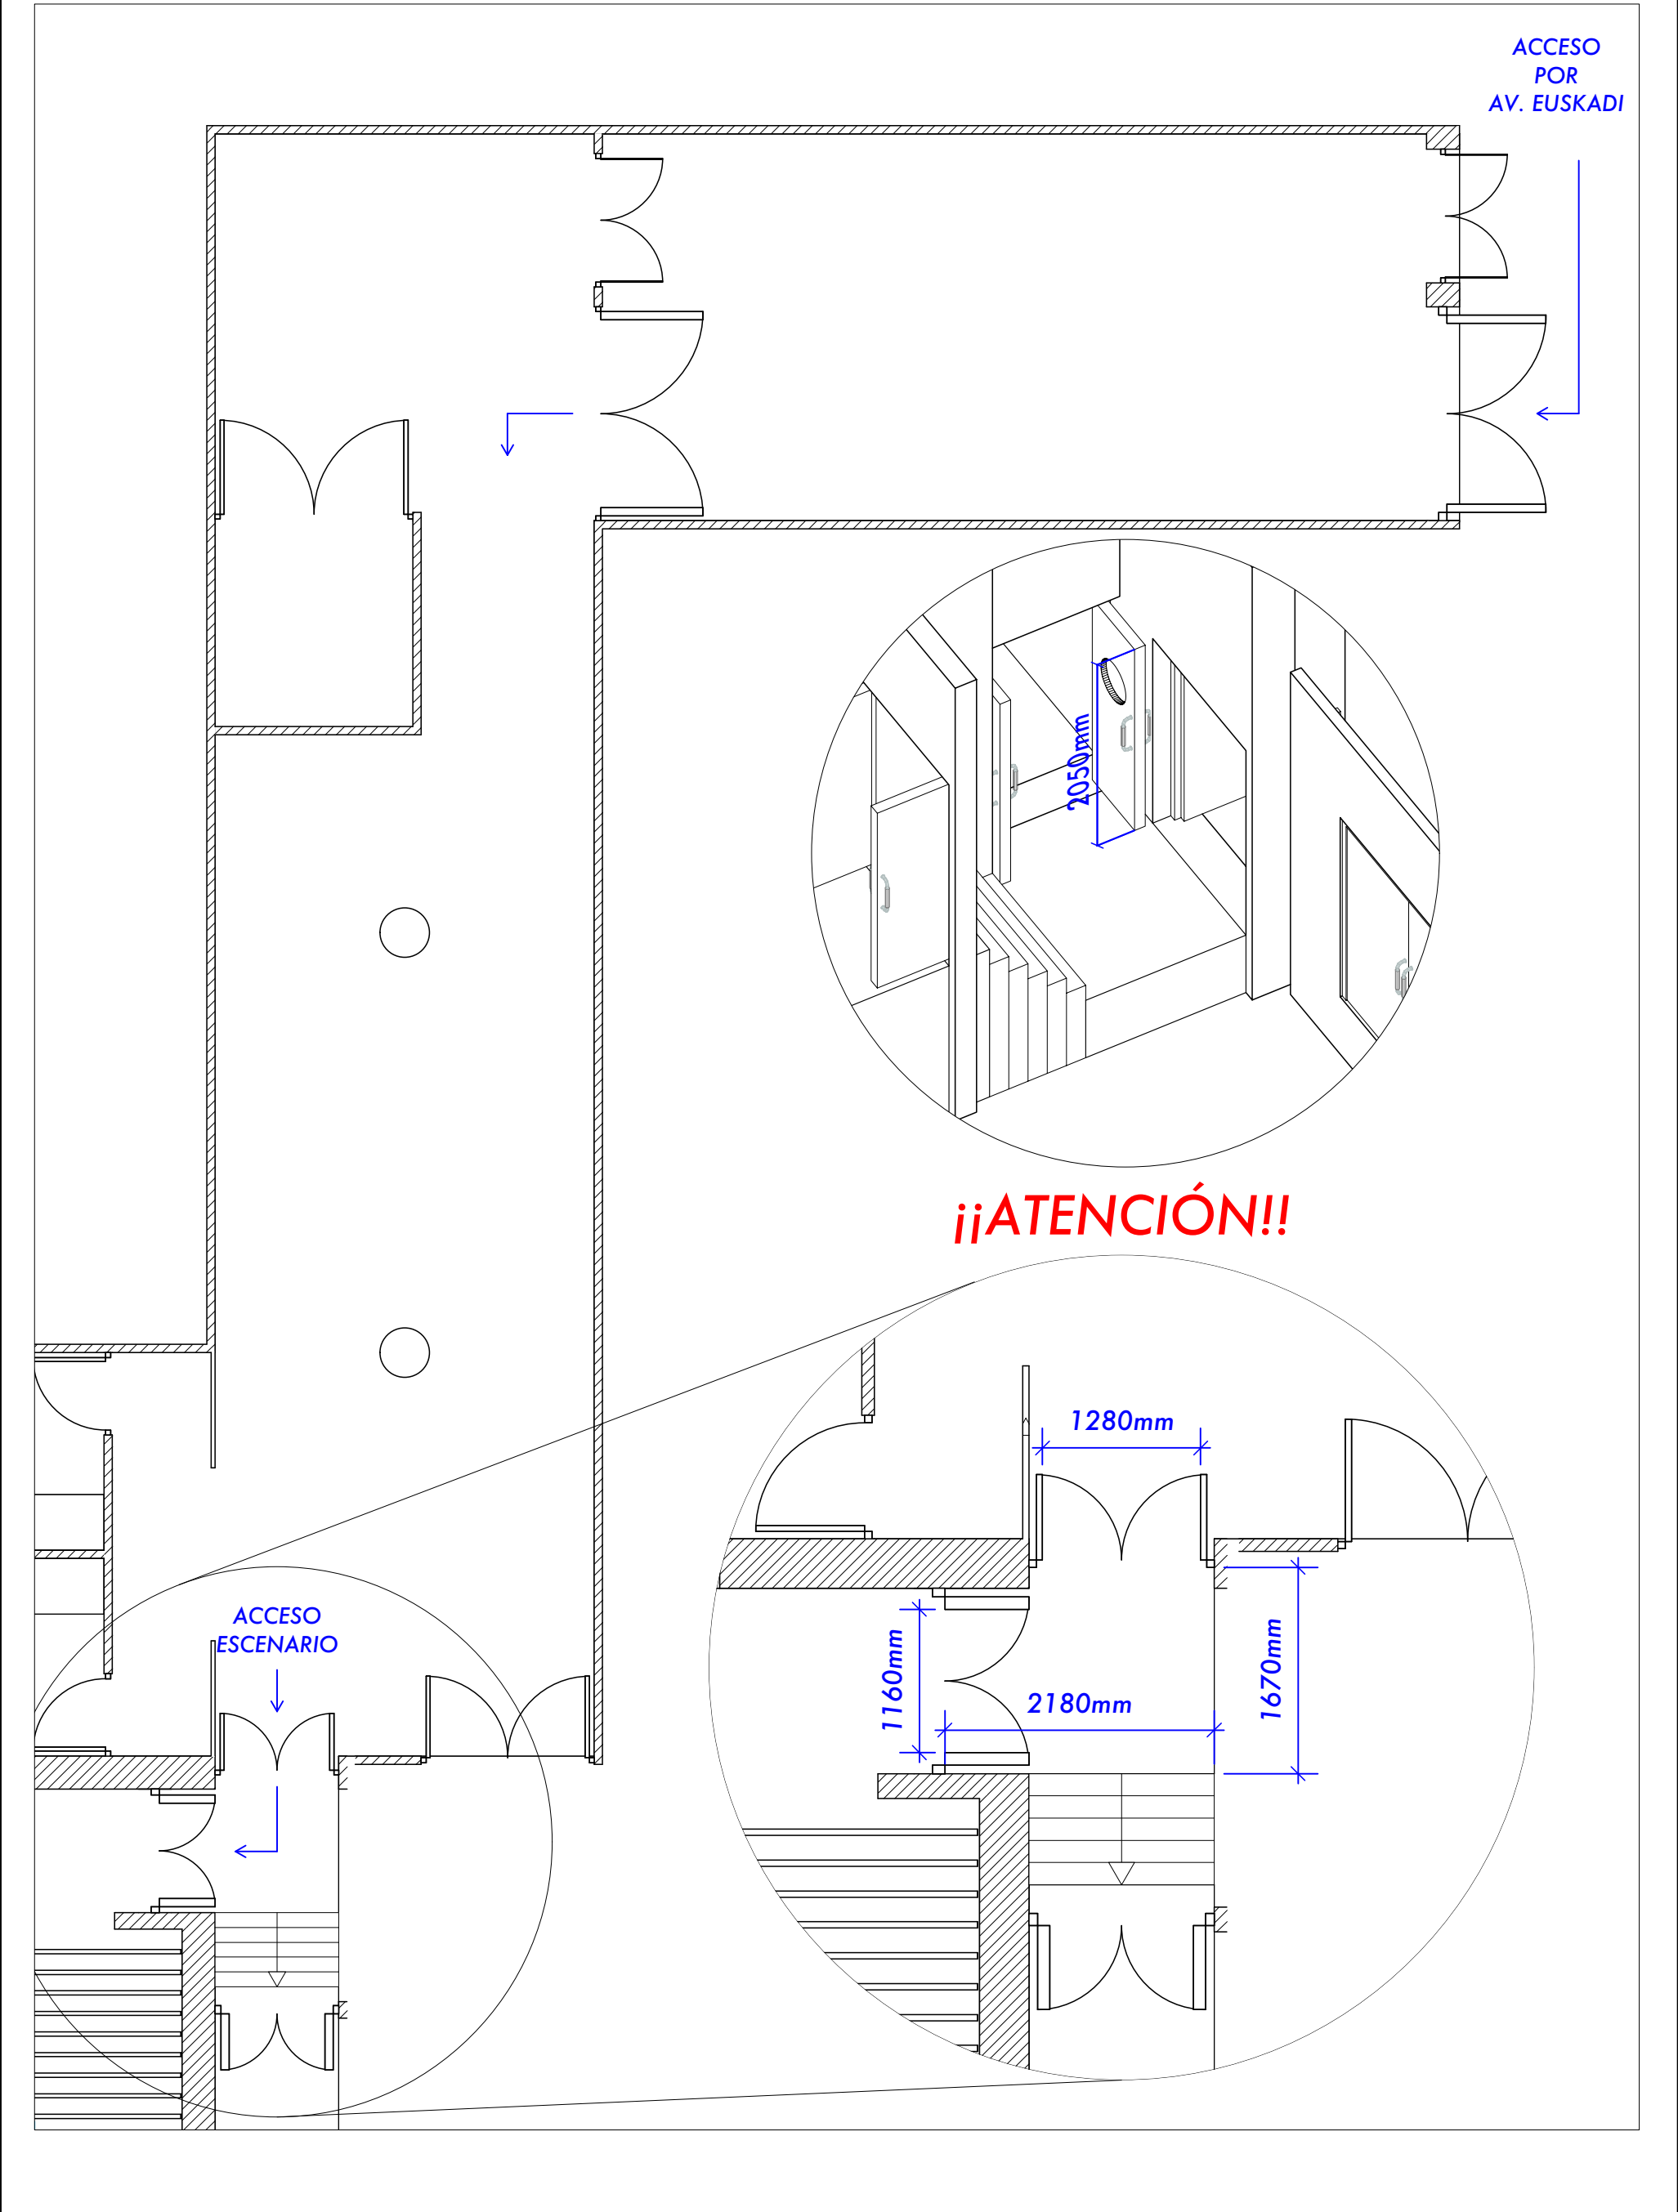 ACCESO
POR
AV. EUSKADI
2050mm
¡¡ATENCIÓN!!
1280mm
1160mm
2180mm
1670mm
ACCESO
ESCENARIO